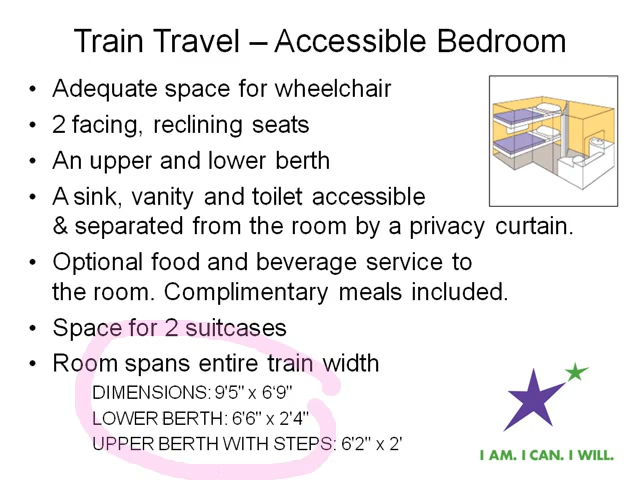 Train Travel – Accessible Bedroom
• Adequate space for wheelchair
• 2 facing, reclining seats
• An upper and lower berth
• A sink, vanity and toilet accessible
& separated from the room by a privacy curtain.
• Optional food and beverage service to
the room. Complimentary meals included.
• Space for 2 suitcases
• Room spans entire train width
DIMENSIONS: 9'5" x 6‘9"
LOWER BERTH: 6'6" x 2'4"
UPPER BERTH WITH STEPS: 6'2" x 2'
I AM. I CAN. I WILL.